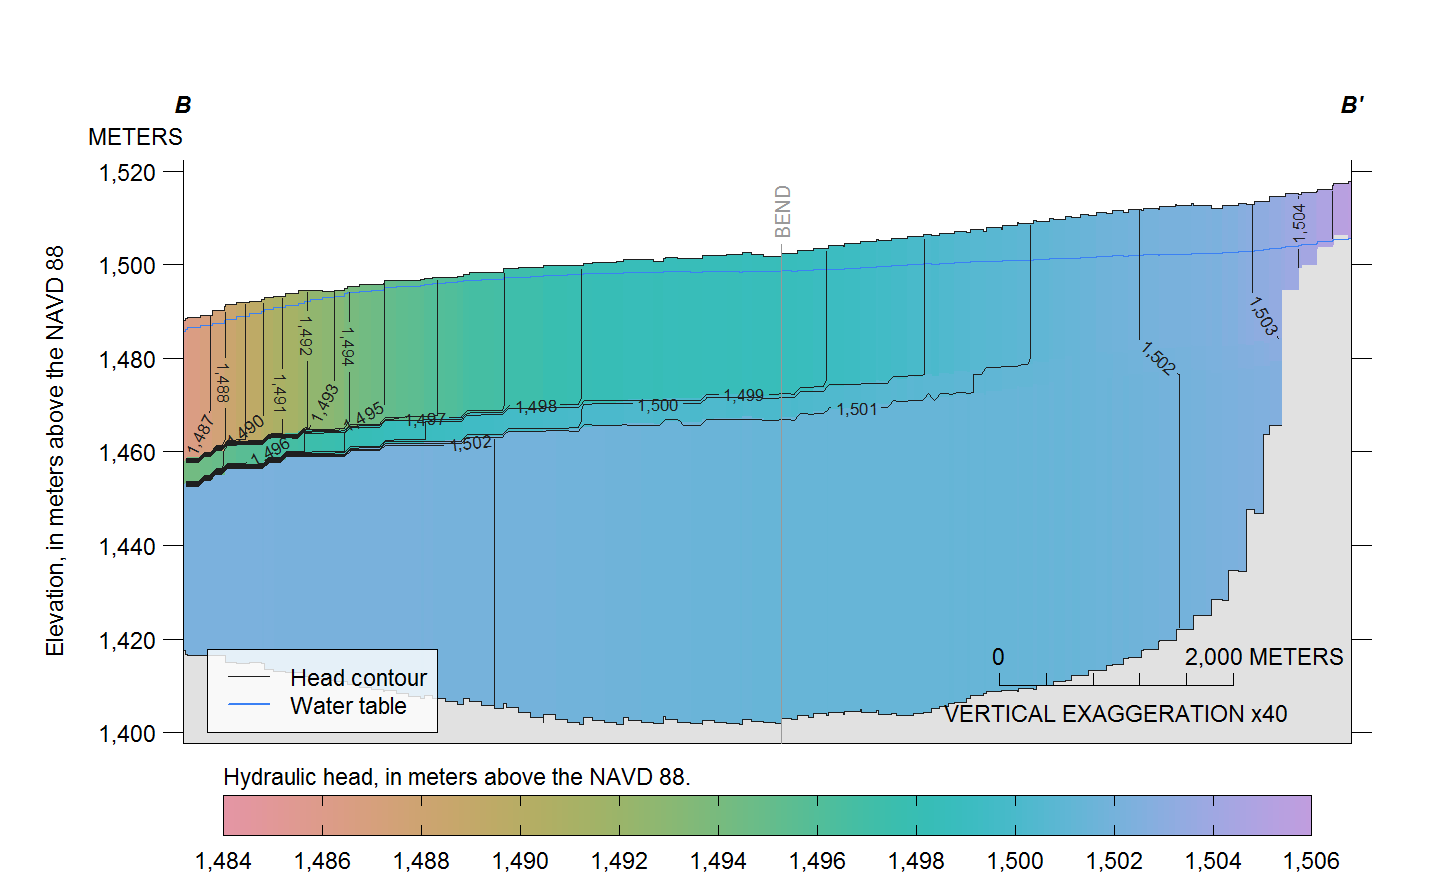 B
B'
METERS
1,520
1,500
1,480
1,460
1,440
1,420
1,400
Elevation, in meters above the NAVD 88
BEND
1,487
1,488
1,490
1,491
1,492
1,493
1,494
1,495
1,496
1,497
1,498
1,499
1,500
1,501
1,502
1,502
1,503
1,504
Head contour
Water table
0
2,000 METERS
VERTICAL EXAGGERATION x40
Hydraulic head, in meters above the NAVD 88.
1,484 1,486 1,488 1,490 1,492 1,494 1,496 1,498 1,500 1,502 1,504 1,506